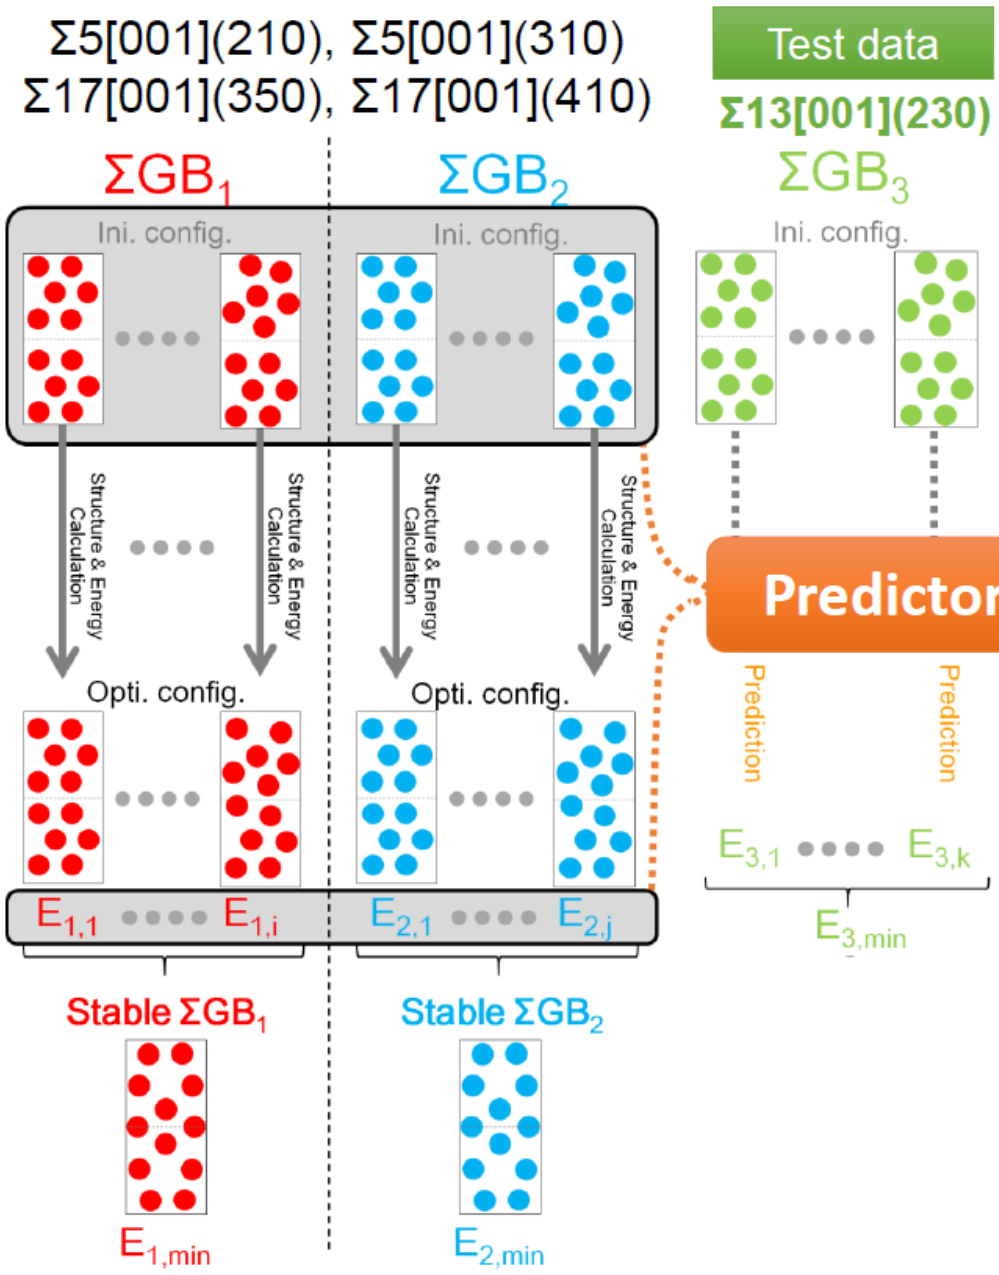 Σ5[001](210), Σ5[001](310)
Σ17[001](350), Σ17[001](410)
Test data
Σ13[001](230)
ΣGB1
ΣGB2
ΣGB3
Ini. config.
Ini. config.
Ini. config.
Structure & Energy
Calculation
Structure & Energy
Calculation
Structure & Energy
Calculation
Structure & Energy
Calculation
Predictor
Prediction
Prediction
Opti. config.
Opti. config.
E1,1
E1,i
E2,1
E2,j
E3,1
E3,k
E3,min
Stable ΣGB1
Stable ΣGB2
E1,min
E2,min